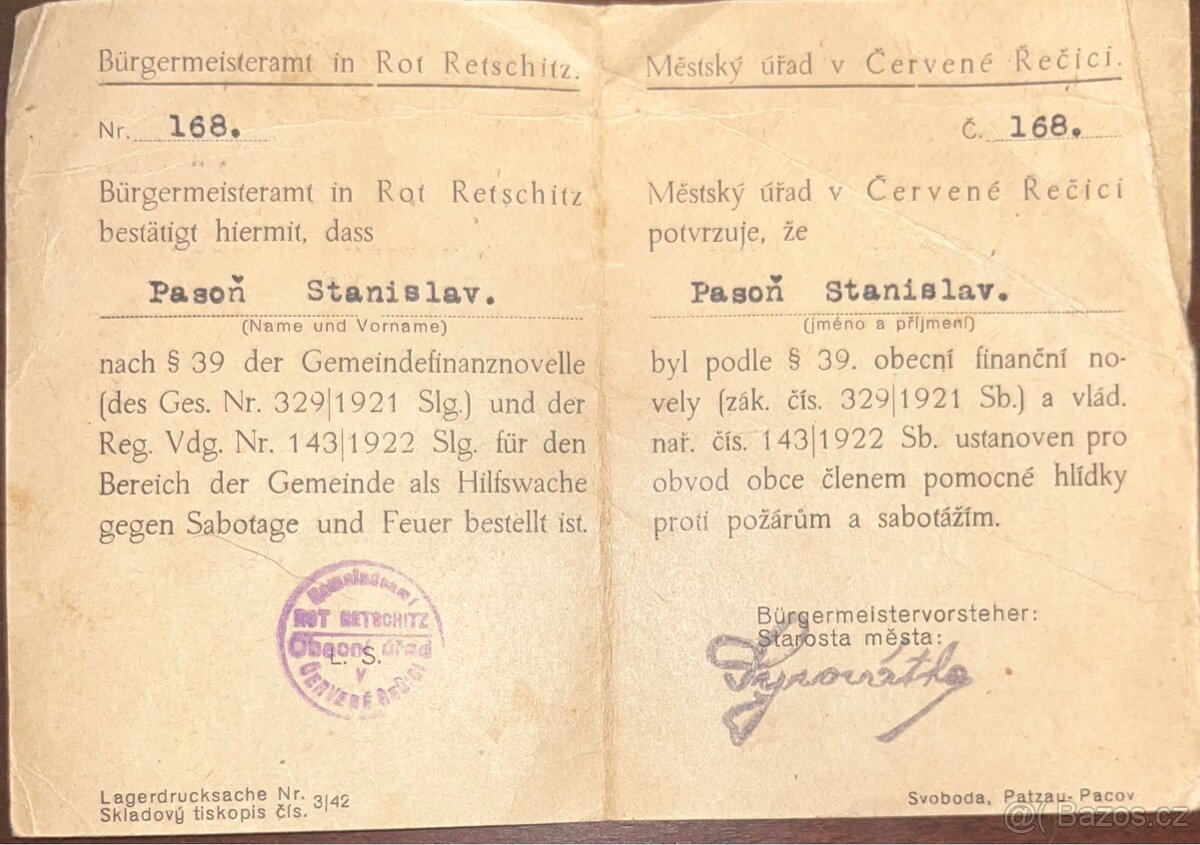 Bürgermeisteramt in Rot Retschitz.
Nr. 168.
Bürgermeisteramt in Rot Retschitz
bestätigt hiermit, dass
Pasoň Stanislav.
(Name und Vorname)
nach § 39 der Gemeindefinanznovelle
(des Ges. Nr. 329|1921 Slg.) und der
Reg. Vdg. Nr. 143|1922 Slg. für den
Bereich der Gemeinde als Hilfswache
gegen Sabotage und Feuer bestellt ist.
Gemeindeamt
ROT RETSCHITZ
Obecní úřad
L. S.
v
ČERVENÉ ŘEČICI
Lagerdrucksache Nr. 3|42
Skladový tiskopis čís.
Městský úřad v Červené Řečici.
Č. 168.
Městský úřad v Červené Řečici
potvrzuje, že
Pasoň Stanislav.
(jméno a příjmení)
byl podle § 39. obecní finanční no-
vely (zák. čís. 329|1921 Sb.) a vlád.
nař. čís. 143|1922 Sb. ustanoven pro
obvod obce členem pomocné hlídky
proti požárům a sabotážím.
Bürgermeistervorsteher:
Starosta města:
Svoboda, Patzau-Pacov
@( Bazos.cz